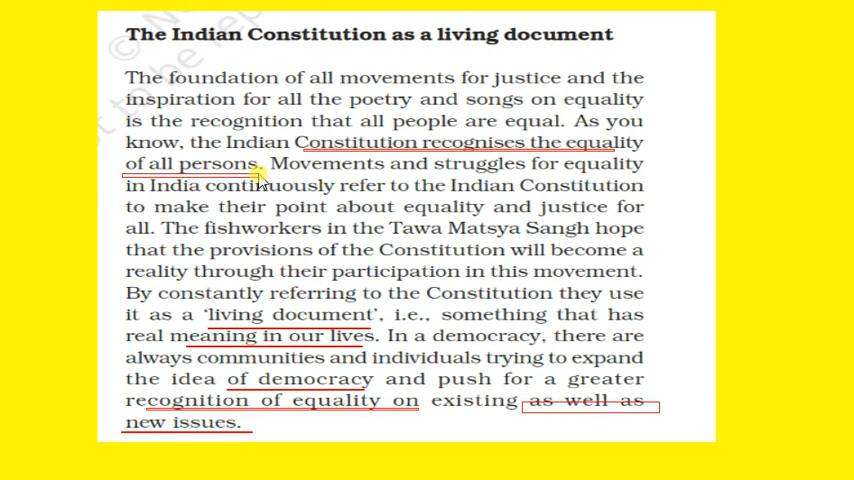 The Indian Constitution as a living document
The foundation of all movements for justice and the
inspiration for all the poetry and songs on equality
is the recognition that all people are equal. As you
know, the Indian Constitution recognises the equality
of all persons. Movements and struggles for equality
in India continuously refer to the Indian Constitution
to make their point about equality and justice for
all. The fishworkers in the Tawa Matsya Sangh hope
that the provisions of the Constitution will become a
reality through their participation in this movement.
By constantly referring to the Constitution they use
it as a ‘living document’, i.e., something that has
real meaning in our lives. In a democracy, there are
always communities and individuals trying to expand
the idea of democracy and push for a greater
recognition of equality on existing as well as
new issues.